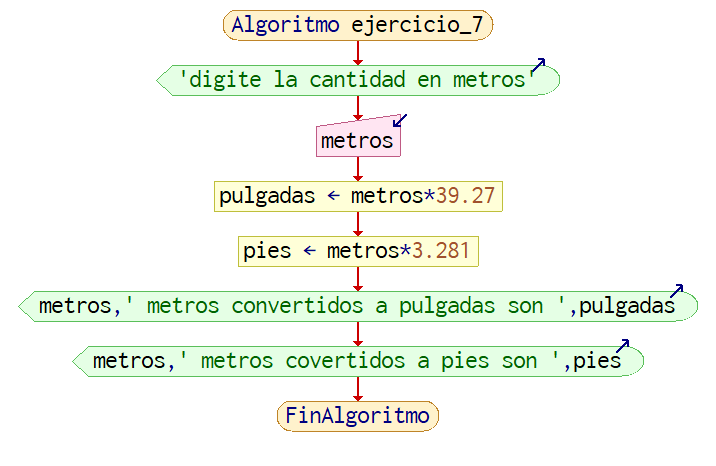 Algoritmo ejercicio_7
'digite la cantidad en metros'
metros
pulgadas ← metros*39.27
pies ← metros*3.281
metros,' metros convertidos a pulgadas son ',pulgadas
metros,' metros covertidos a pies son ',pies
FinAlgoritmo